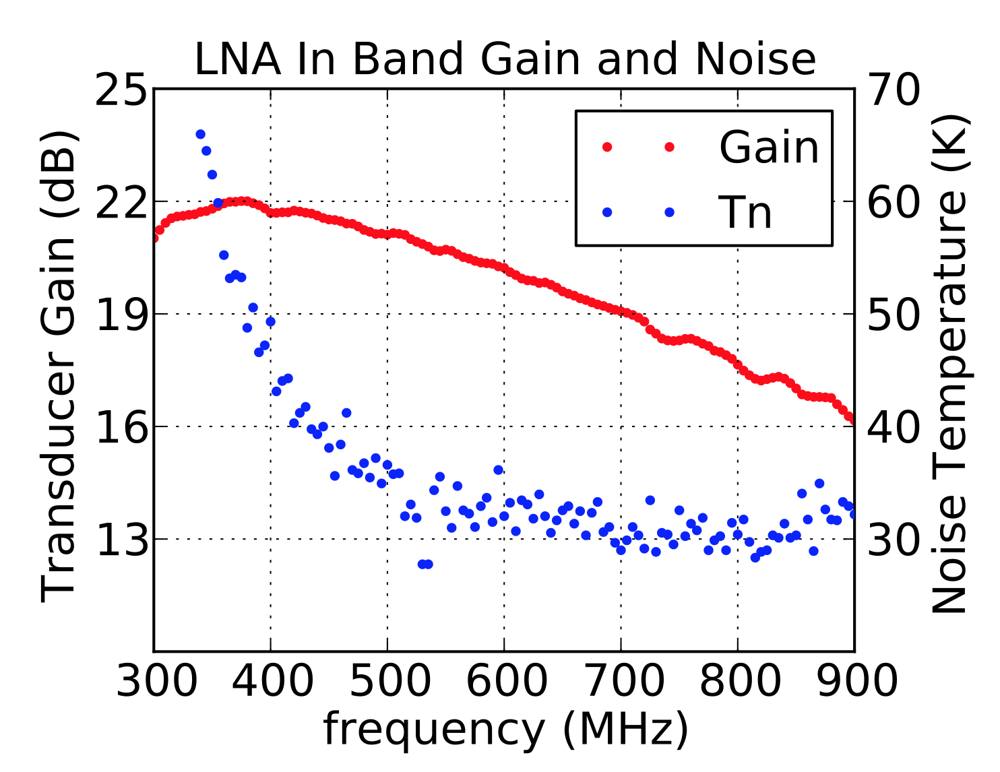 LNA In Band Gain and Noise
25
22
19
16
13
Transducer Gain (dB)
70
60
50
40
30
Noise Temperature (K)
Gain
Tn
300 400 500 600 700 800 900
frequency (MHz)